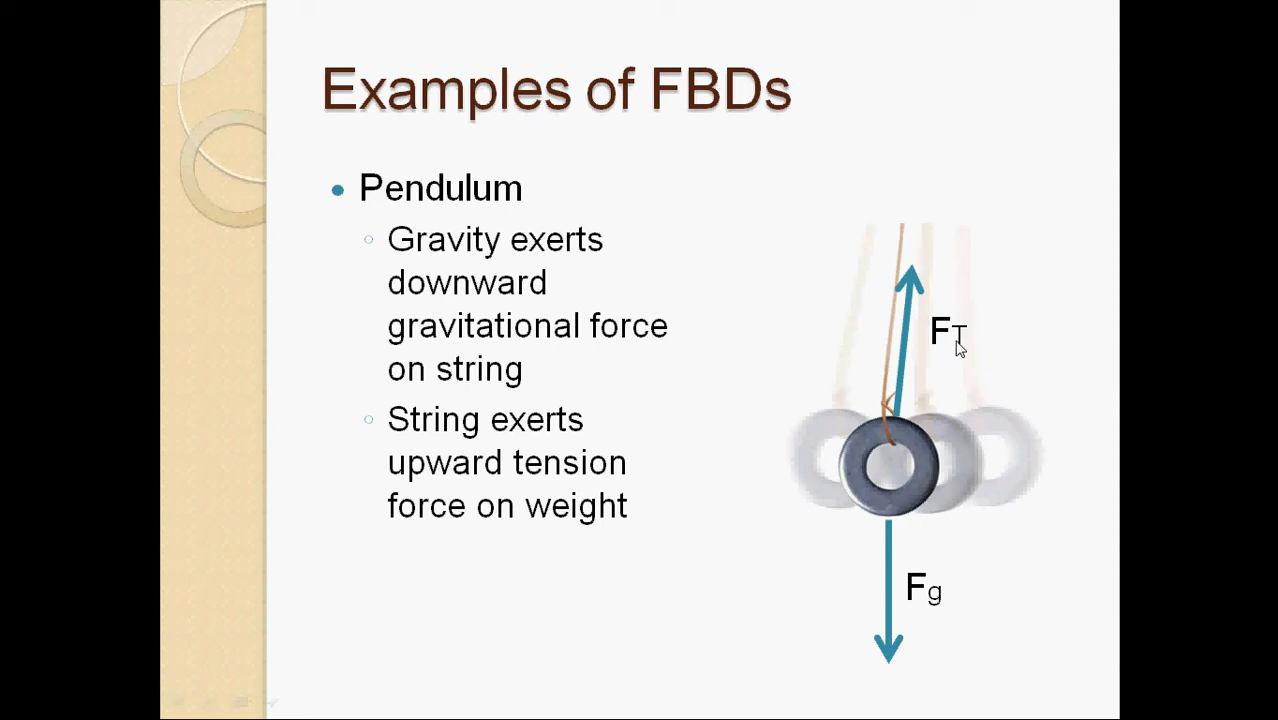 Examples of FBDs
Pendulum
Gravity exerts
downward
gravitational force
on string
String exerts
upward tension
force on weight
FT
Fg